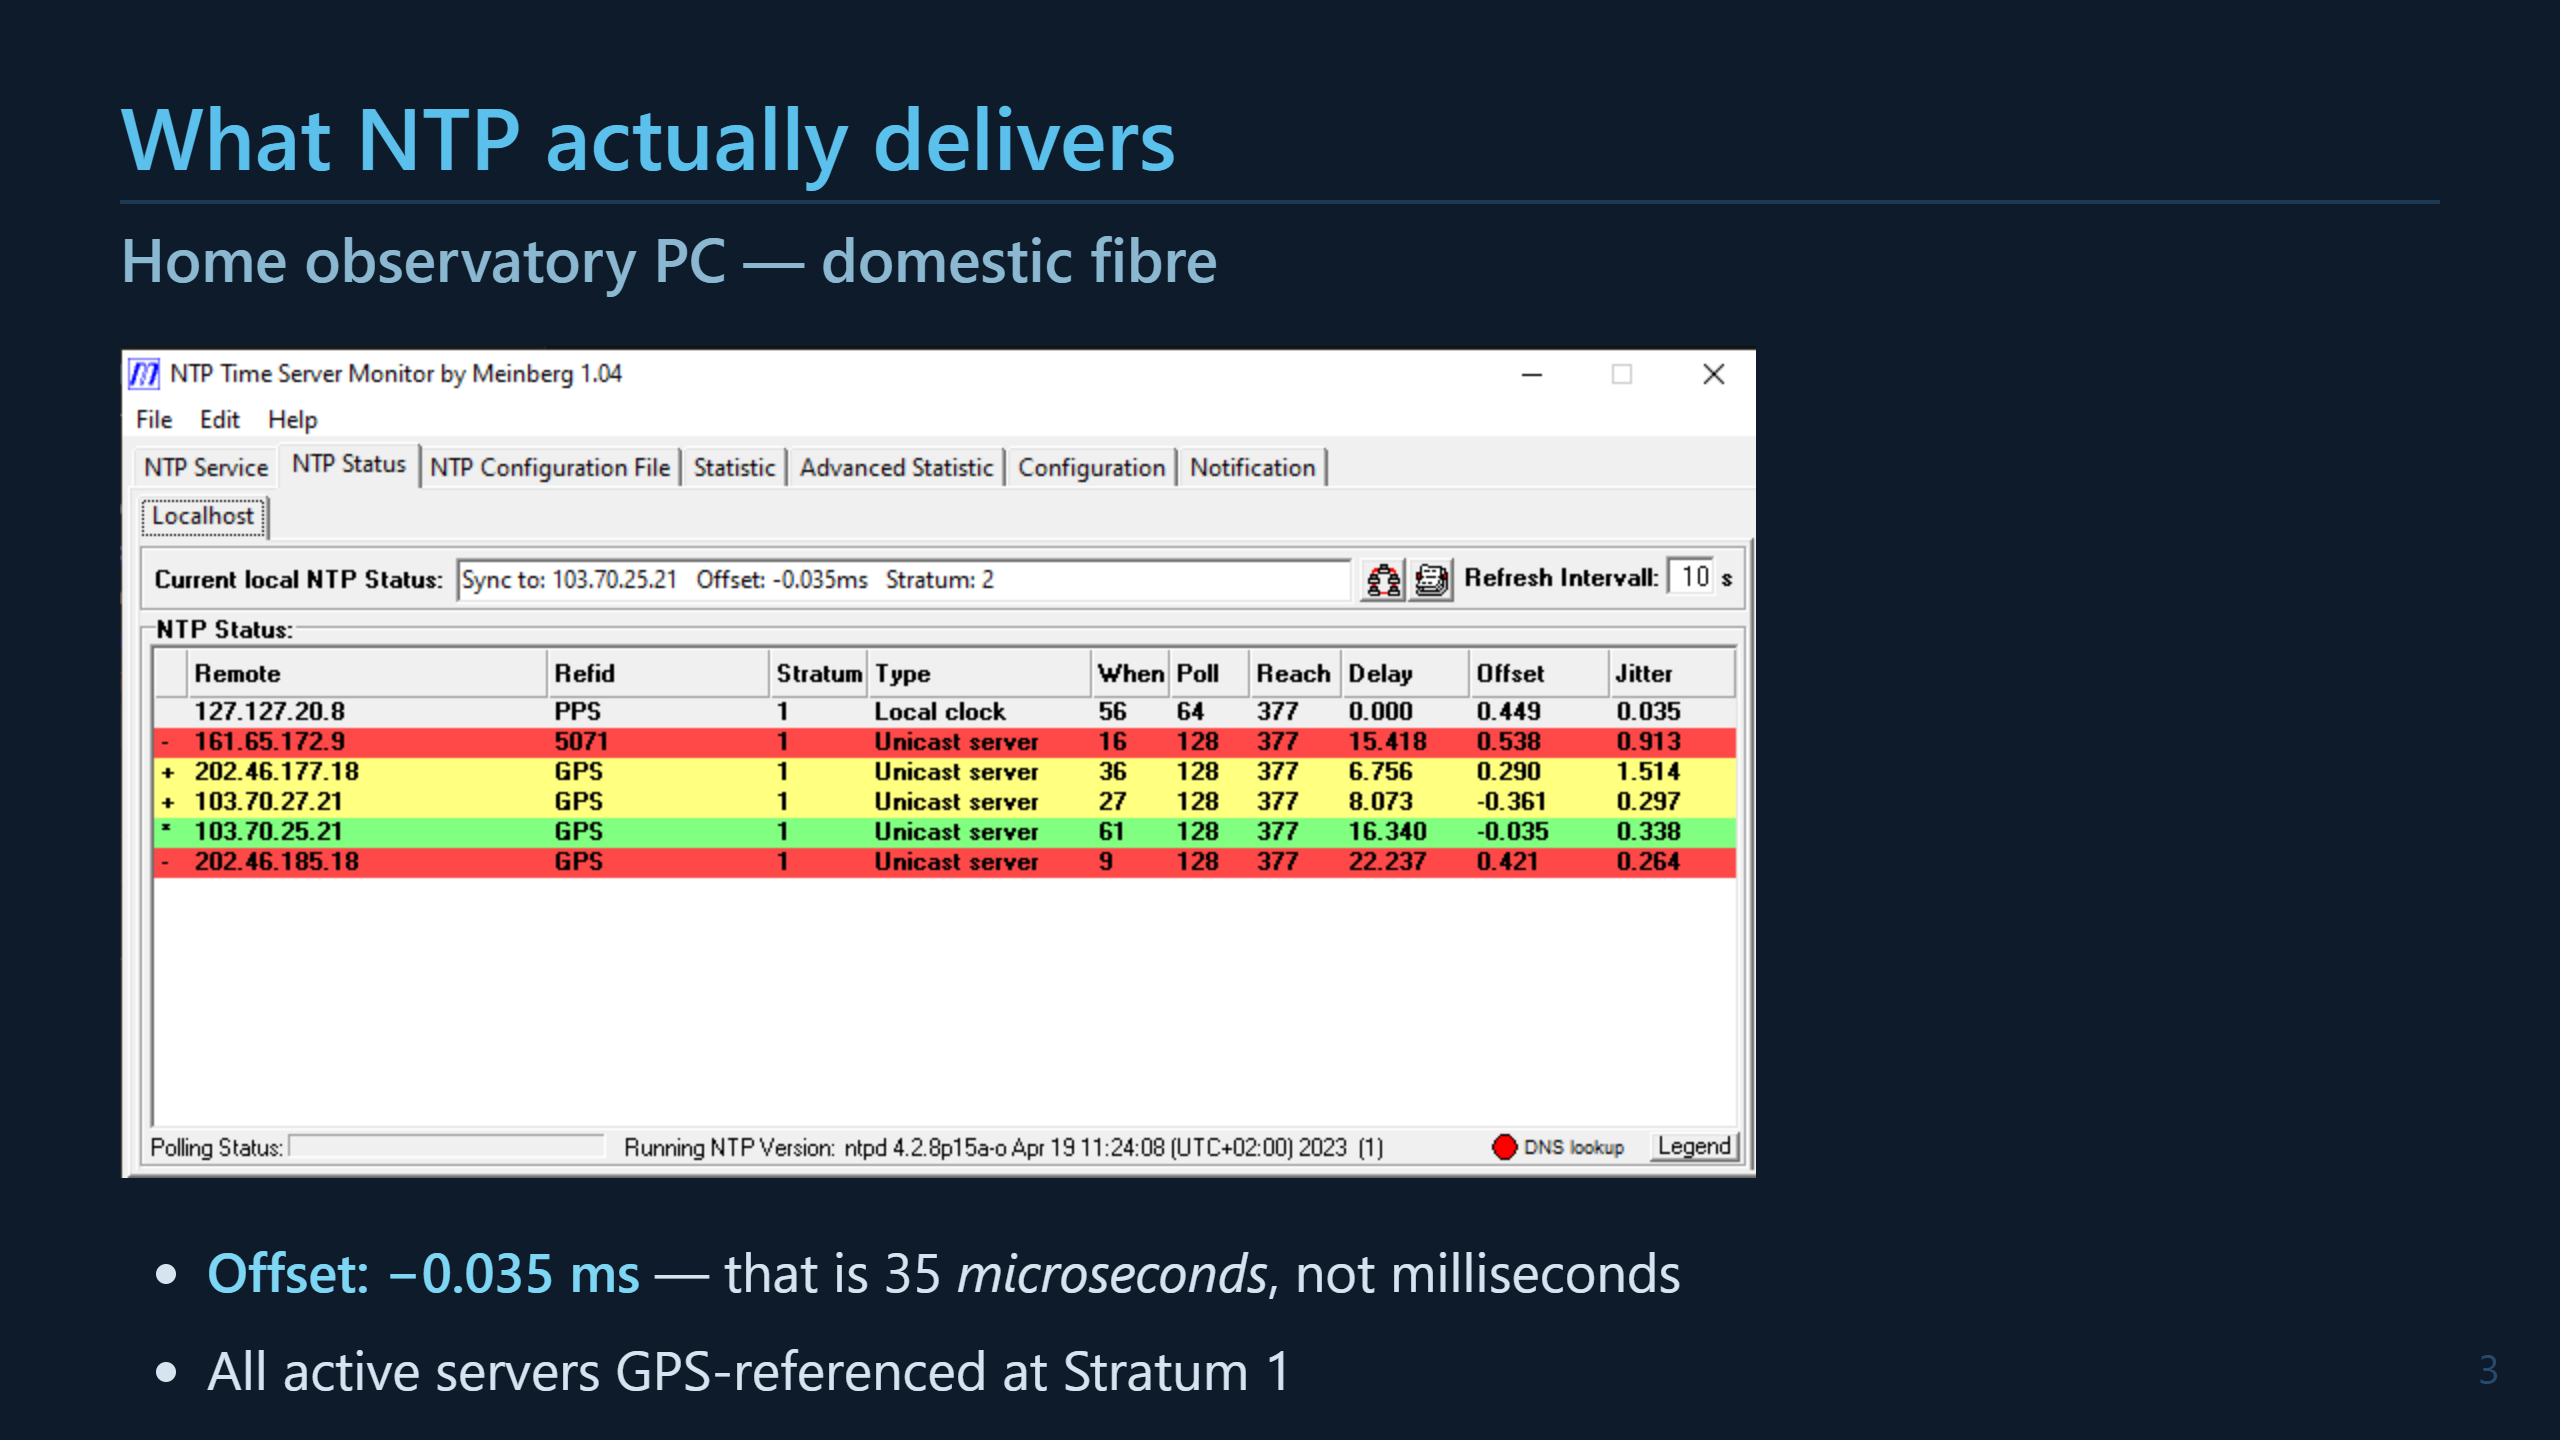 What NTP actually delivers
Home observatory PC — domestic fibre
NTP Time Server Monitor by Meinberg 1.04
File Edit Help
NTP Service NTP Status NTP Configuration File Statistic Advanced Statistic Configuration Notification
Localhost
Current local NTP Status: Sync to: 103.70.25.21 Offset: -0.035ms Stratum: 2 Refresh Intervall: 10 s
NTP Status:
Remote Refid Stratum Type When Poll Reach Delay Offset Jitter
127.127.20.8 PPS 1 Local clock 56 64 377 0.000 0.449 0.035
- 161.65.172.9 5071 1 Unicast server 16 128 377 15.418 0.538 0.913
+ 202.46.177.18 GPS 1 Unicast server 36 128 377 6.756 0.290 1.514
+ 103.70.27.21 GPS 1 Unicast server 27 128 377 8.073 -0.361 0.297
* 103.70.25.21 GPS 1 Unicast server 61 128 377 16.340 -0.035 0.338
- 202.46.185.18 GPS 1 Unicast server 9 128 377 22.237 0.421 0.264
Polling Status: Running NTP Version: ntpd 4.2.8p15a-o Apr 19 11:24:08 (UTC+02:00) 2023 (1) DNS lookup Legend
• Offset: −0.035 ms — that is 35 microseconds, not milliseconds
• All active servers GPS-referenced at Stratum 1
3